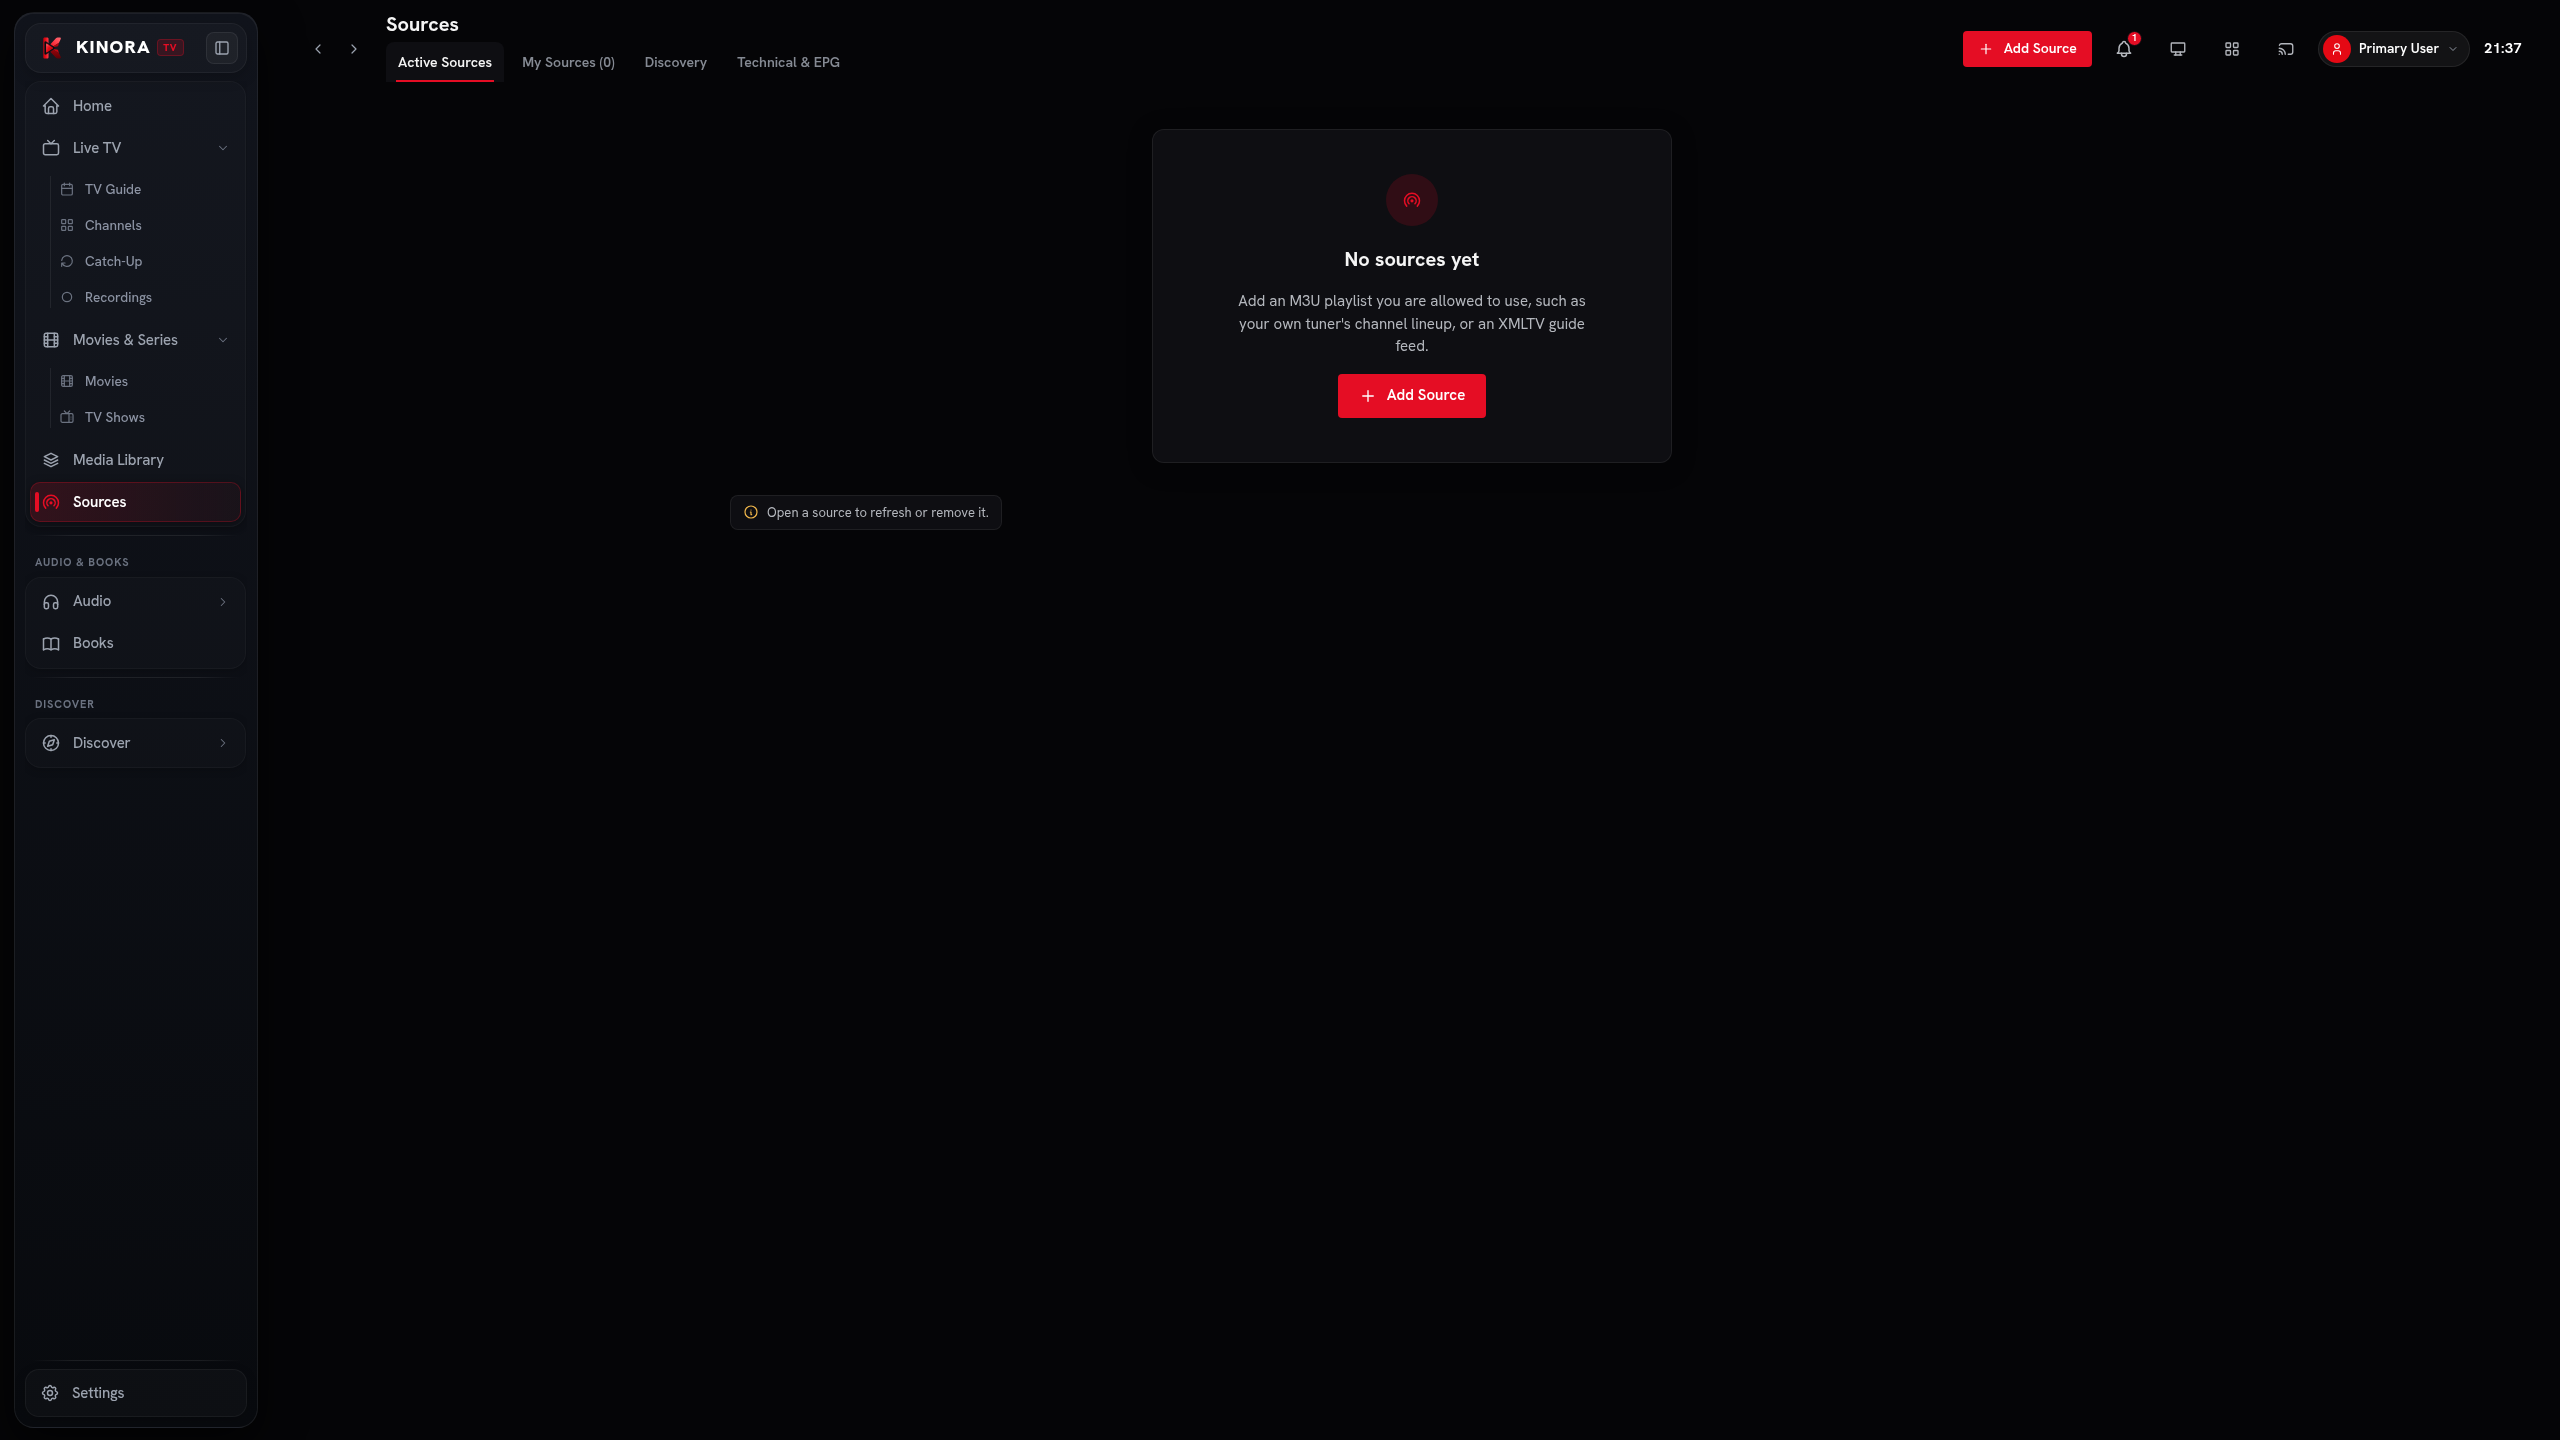 KINORA TV
Home
Live TV
TV Guide
Channels
Catch-Up
Recordings
Movies & Series
Movies
TV Shows
Media Library
Sources
AUDIO & BOOKS
Audio
Books
DISCOVER
Discover
Settings
Sources
Active Sources
My Sources (0)
Discovery
Technical & EPG
Add Source
1
Primary User
21:37
No sources yet
Add an M3U playlist you are allowed to use, such as
your own tuner's channel lineup, or an XMLTV guide
feed.
Add Source
Open a source to refresh or remove it.